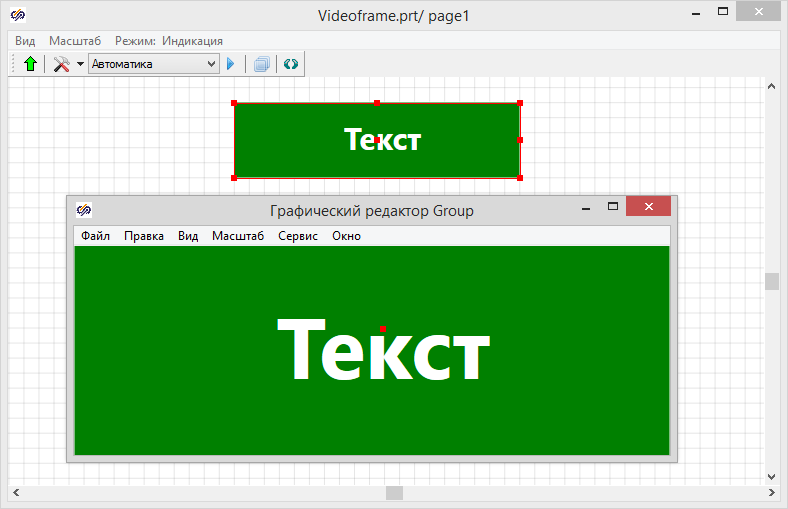 Videoframe.prt/ page1
Вид Масштаб Режим: Индикация
Автоматика
Текст
Графический редактор Group
Файл Правка Вид Масштаб Сервис Окно
Текст